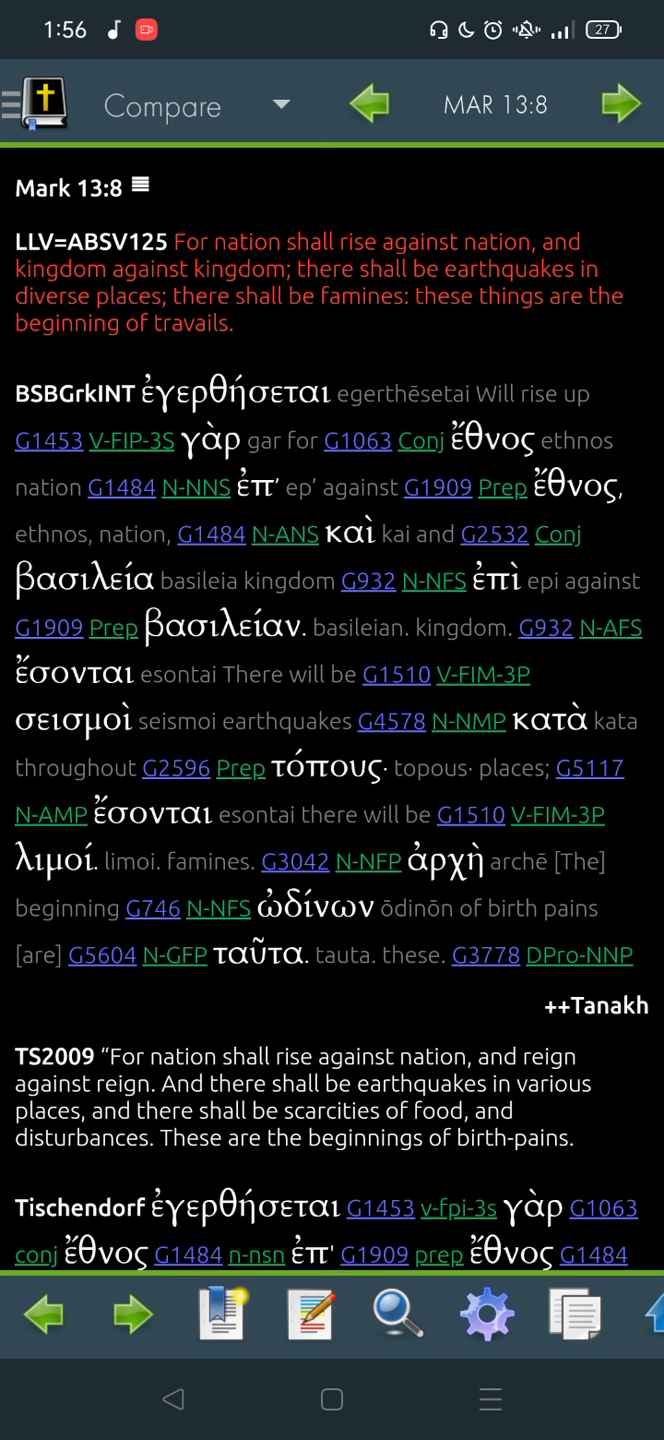 1:56
27
Compare
MAR 13:8
Mark 13:8
LLV=ABSV125 For nation shall rise against nation, and
kingdom against kingdom; there shall be earthquakes in
diverse places; there shall be famines: these things are the
beginning of travails.
BSBGrkINT ἐγερθήσεται egerthēsetai Will rise up
G1453 V-FIP-3S γὰρ gar for G1063 Conj ἔθνος ethnos
nation G1484 N-NNS ἐπ’ ep’ against G1909 Prep ἔθνος,
ethnos, nation, G1484 N-ANS καὶ kai and G2532 Conj
βασιλεία basileia kingdom G932 N-NFS ἐπὶ epi against
G1909 Prep βασιλείαν. basileian. kingdom. G932 N-AFS
ἔσονται esontai There will be G1510 V-FIM-3P
σεισμοὶ seismoi earthquakes G4578 N-NMP κατὰ kata
throughout G2596 Prep τόπους· topous· places; G5117
N-AMP ἔσονται esontai there will be G1510 V-FIM-3P
λιμοί. limoi. famines. G3042 N-NFP ἀρχὴ archē [The]
beginning G746 N-NFS ὠδίνων ōdinōn of birth pains
[are] G5604 N-GFP ταῦτα. tauta. these. G3778 DPro-NNP
++Tanakh
TS2009 “For nation shall rise against nation, and reign
against reign. And there shall be earthquakes in various
places, and there shall be scarcities of food, and
disturbances. These are the beginnings of birth-pains.
Tischendorf ἐγερθήσεται G1453 v-fpi-3s γὰρ G1063
conj ἔθνος G1484 n-nsn ἐπ' G1909 prep ἔθνος G1484